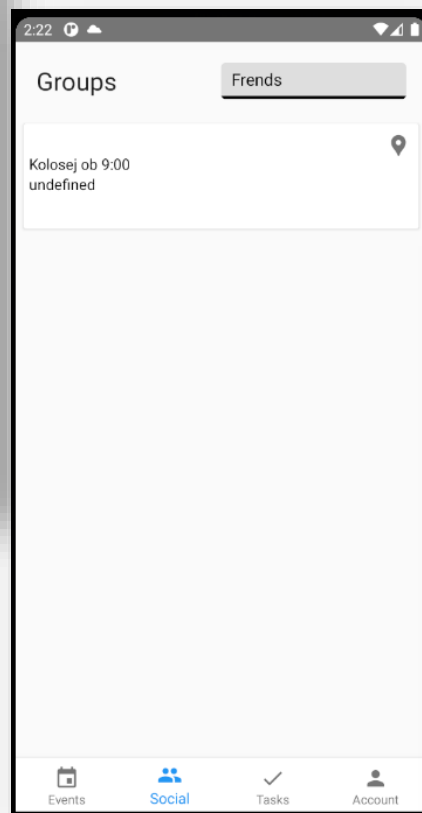 2:22
Groups
Frends
Kolosej ob 9:00
undefined
Events
Social
Tasks
Account